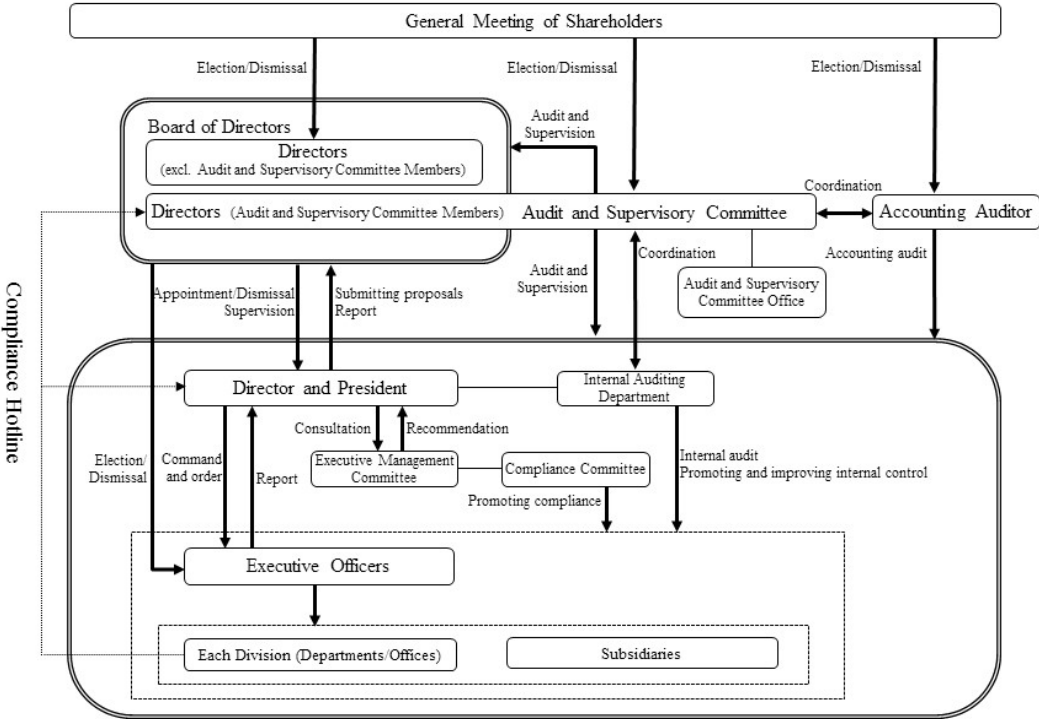 General Meeting of Shareholders
Election/Dismissal
Election/Dismissal
Election/Dismissal
Board of Directors
Directors
(excl. Audit and Supervisory Committee Members)
Audit and
Supervision
Directors (Audit and Supervisory Committee Members)
Audit and Supervisory Committee
Coordination
Accounting Auditor
Appointment/Dismissal
Supervision
Submitting proposals
Report
Audit and
Supervision
Coordination
Audit and Supervisory
Committee Office
Accounting audit
Compliance Hotline
Director and President
Internal Auditing
Department
Consultation
Recommendation
Executive Management
Committee
Compliance Committee
Promoting compliance
Internal audit
Promoting and improving internal control
Election/
Dismissal
Command
and order
Report
Executive Officers
Each Division (Departments/Offices)
Subsidiaries